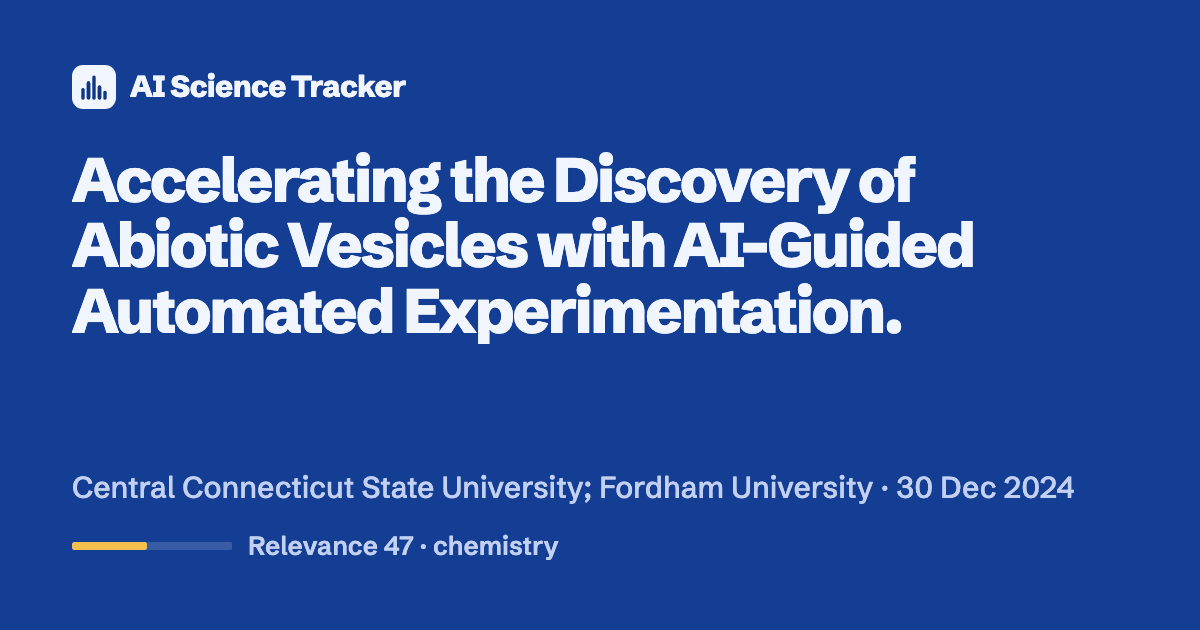 AI Science Tracker
Accelerating the Discovery of
Abiotic Vesicles with AI-Guided
Automated Experimentation.
Central Connecticut State University; Fordham University · 30 Dec 2024
Relevance 47 · chemistry